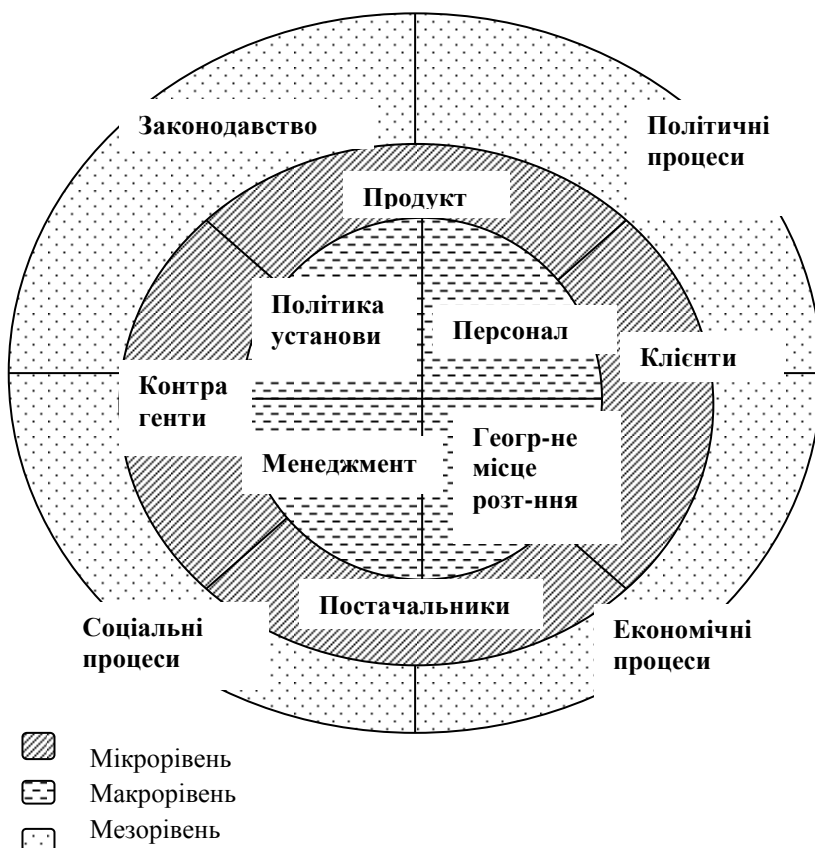 Законодавство
Політичні
процеси
Продукт
Політика
установи
Персонал
Клієнти
Контра
генти
Менеджмент
Геогр-не
місце
розт-ння
Постачальники
Соціальні
процеси
Економічні
процеси
Мікрорівень
Макрорівень
Мезорівень